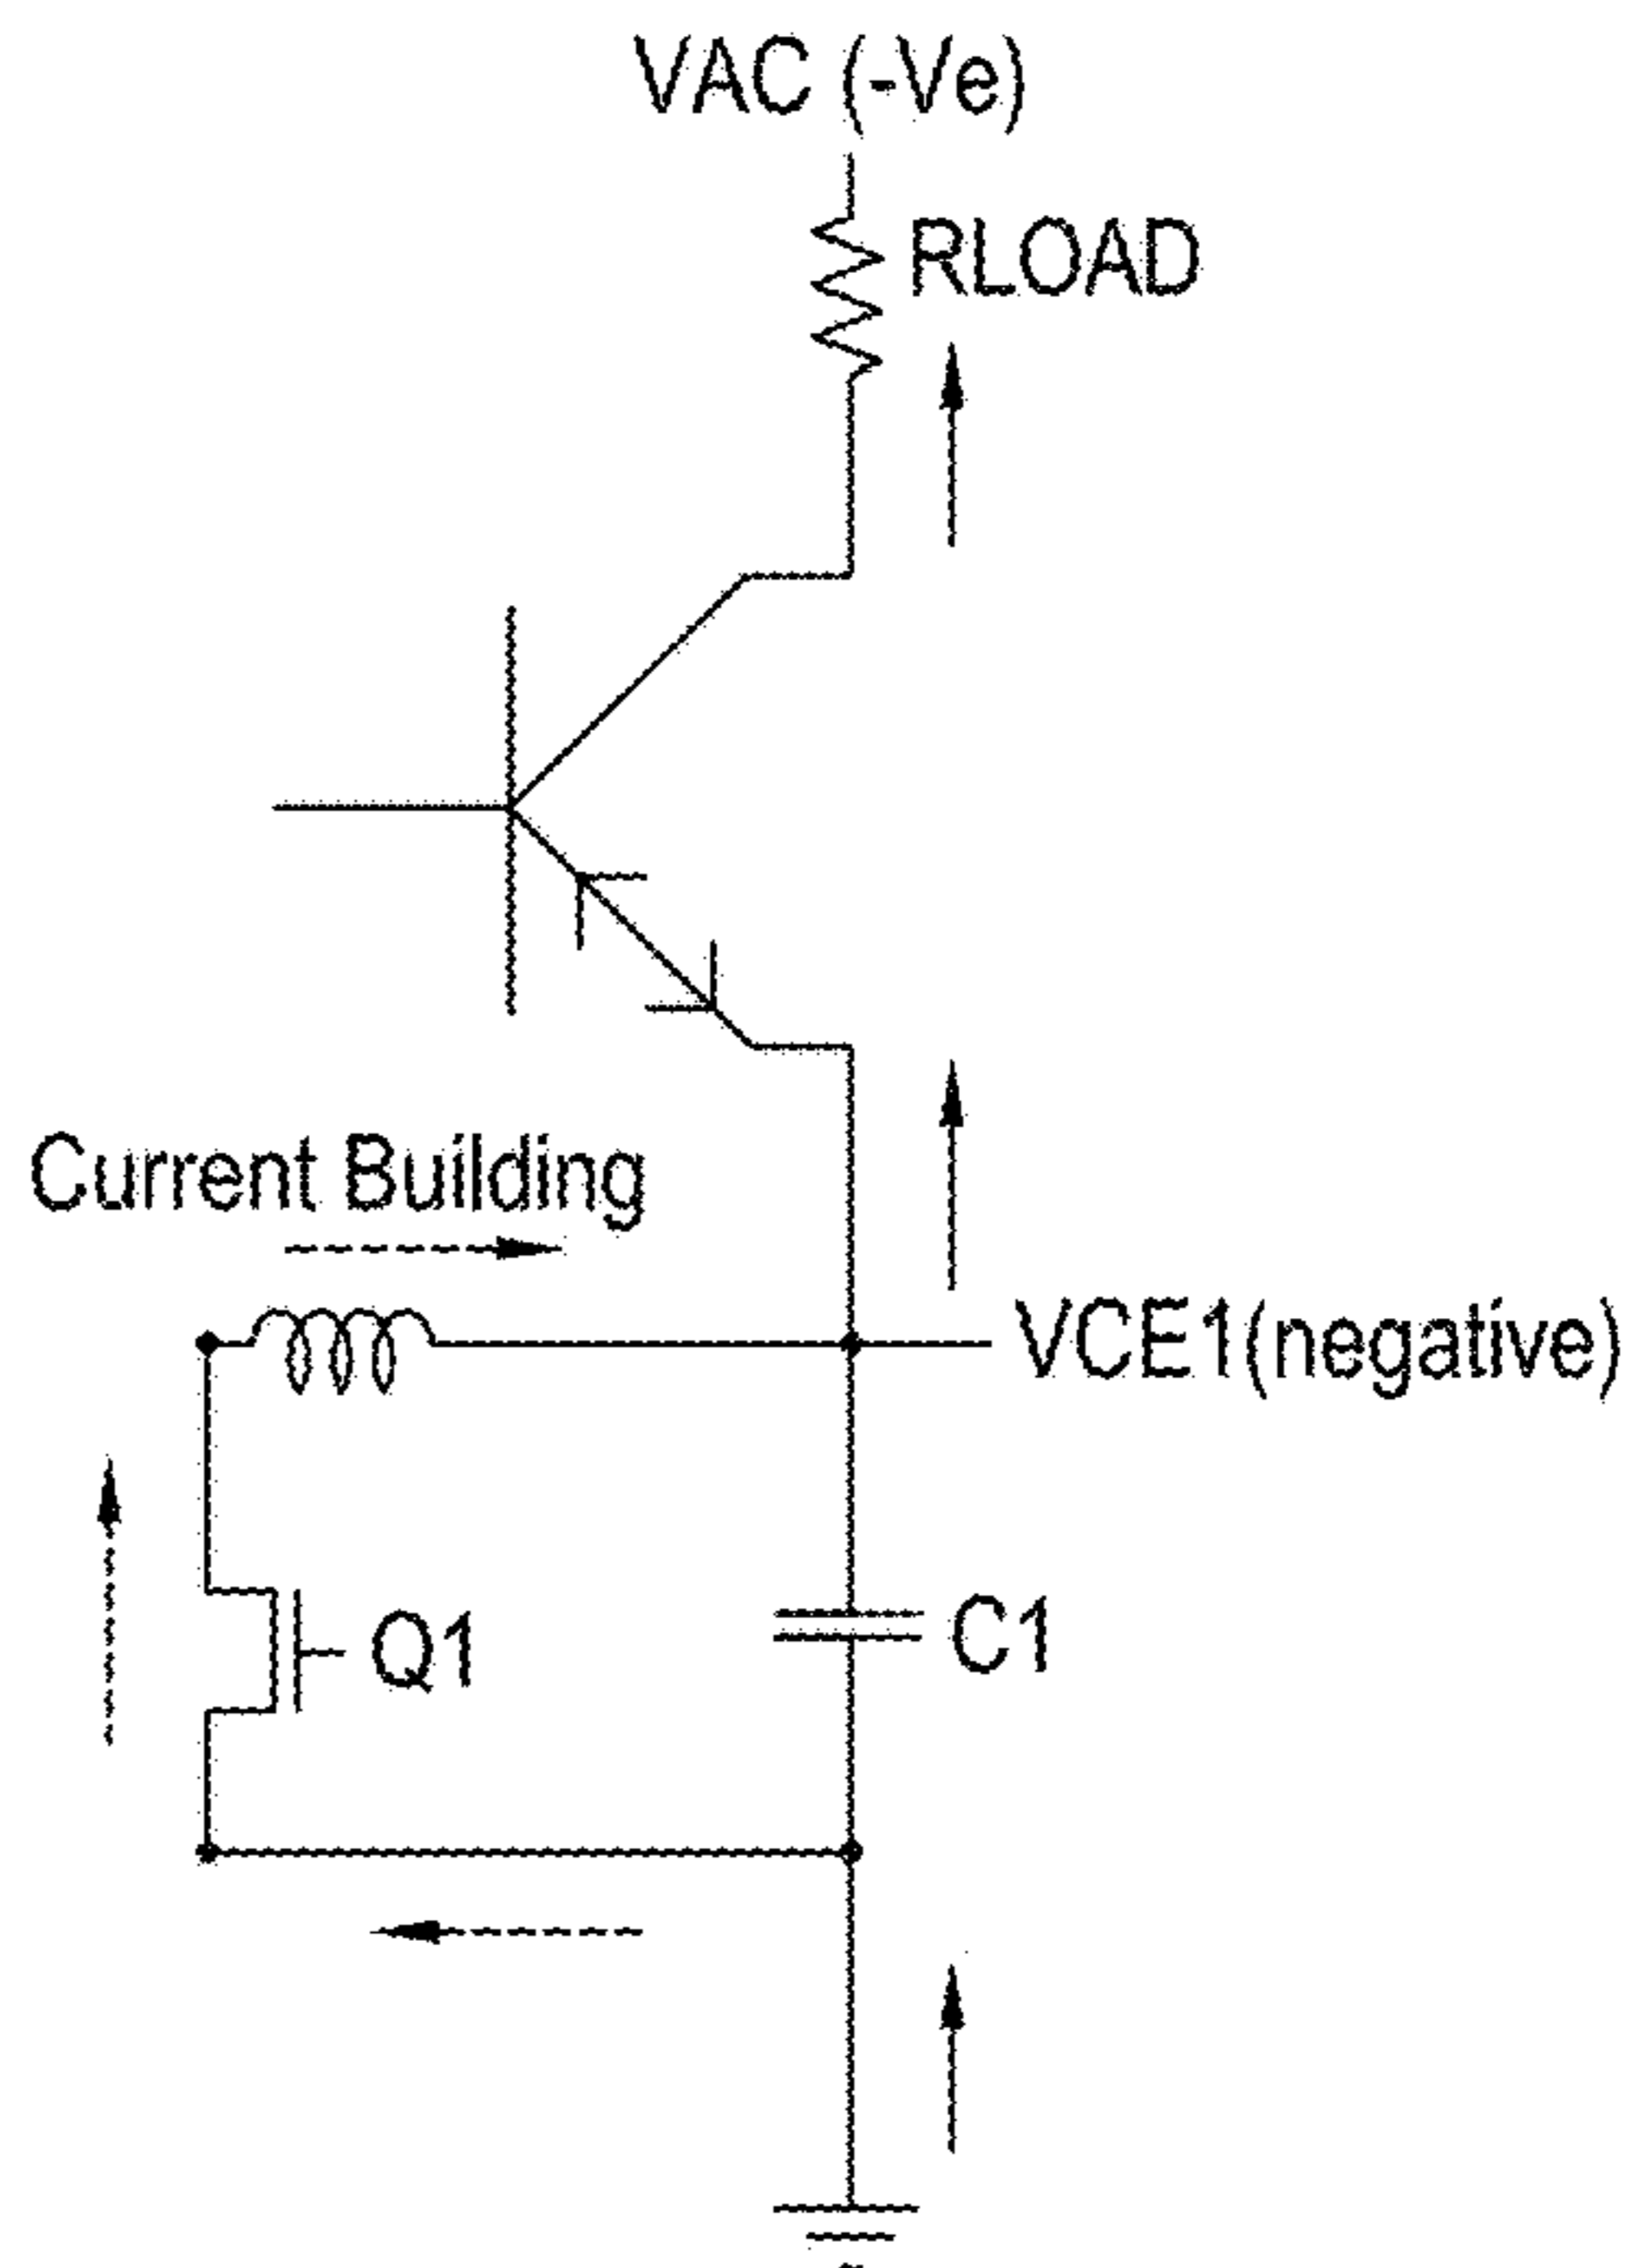 VAC (-Ve)
RLOAD
Current Building
VCE1(negative)
Q1
C1